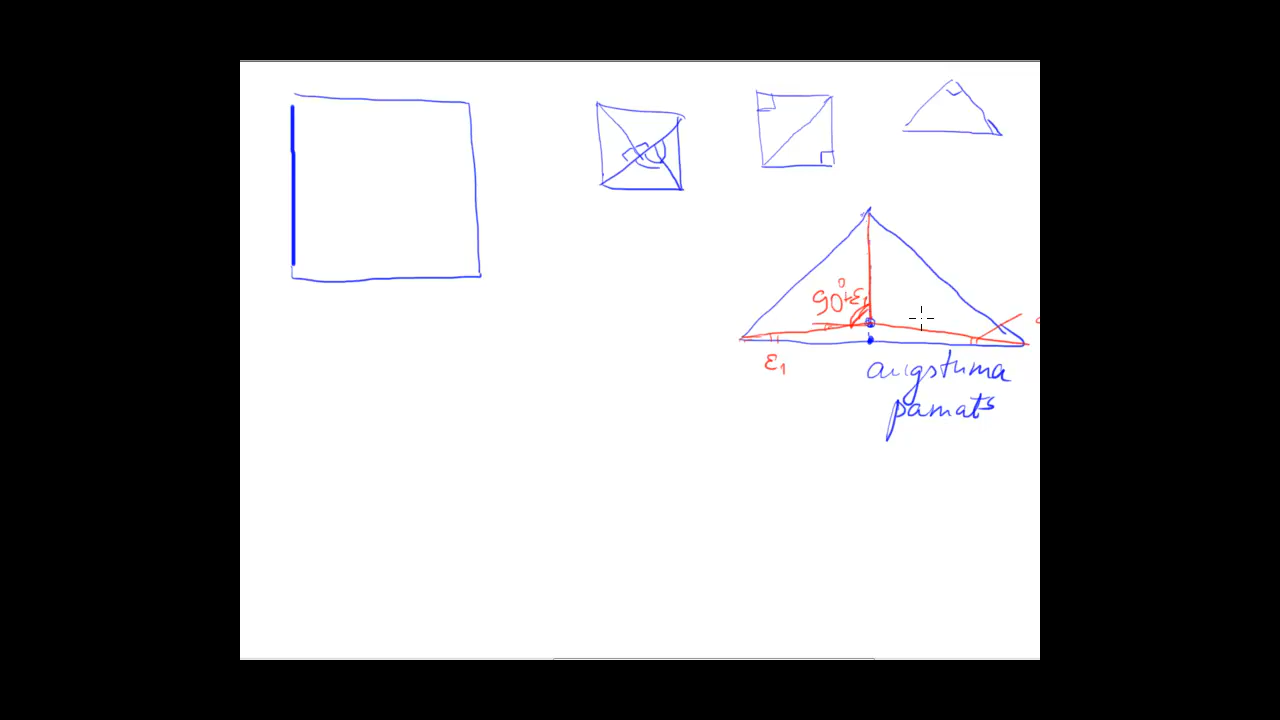 90°+ε₁
ε₁
augstuma
pamats